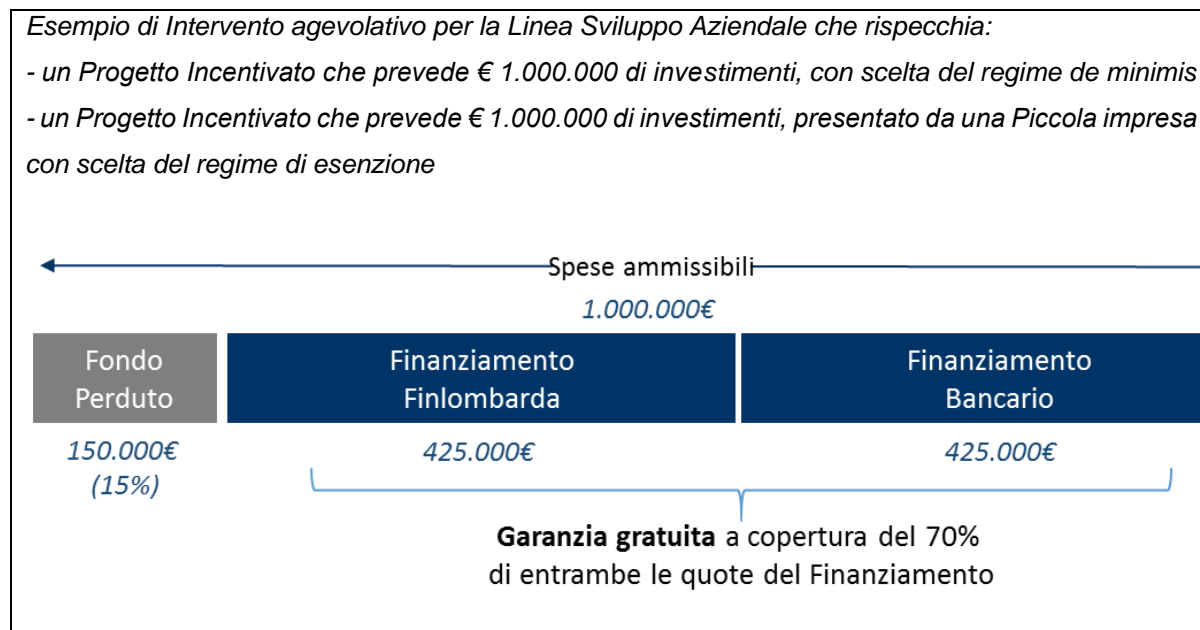 Esempio di Intervento agevolativo per la Linea Sviluppo Aziendale che rispecchia:
- un Progetto Incentivato che prevede € 1.000.000 di investimenti, con scelta del regime de minimis
- un Progetto Incentivato che prevede € 1.000.000 di investimenti, presentato da una Piccola impresa
con scelta del regime di esenzione
Spese ammissibili
1.000.000€
Fondo
Perduto
Finanziamento
Finlombarda
Finanziamento
Bancario
150.000€
(15%)
425.000€
425.000€
Garanzia gratuita a copertura del 70%
di entrambe le quote del Finanziamento